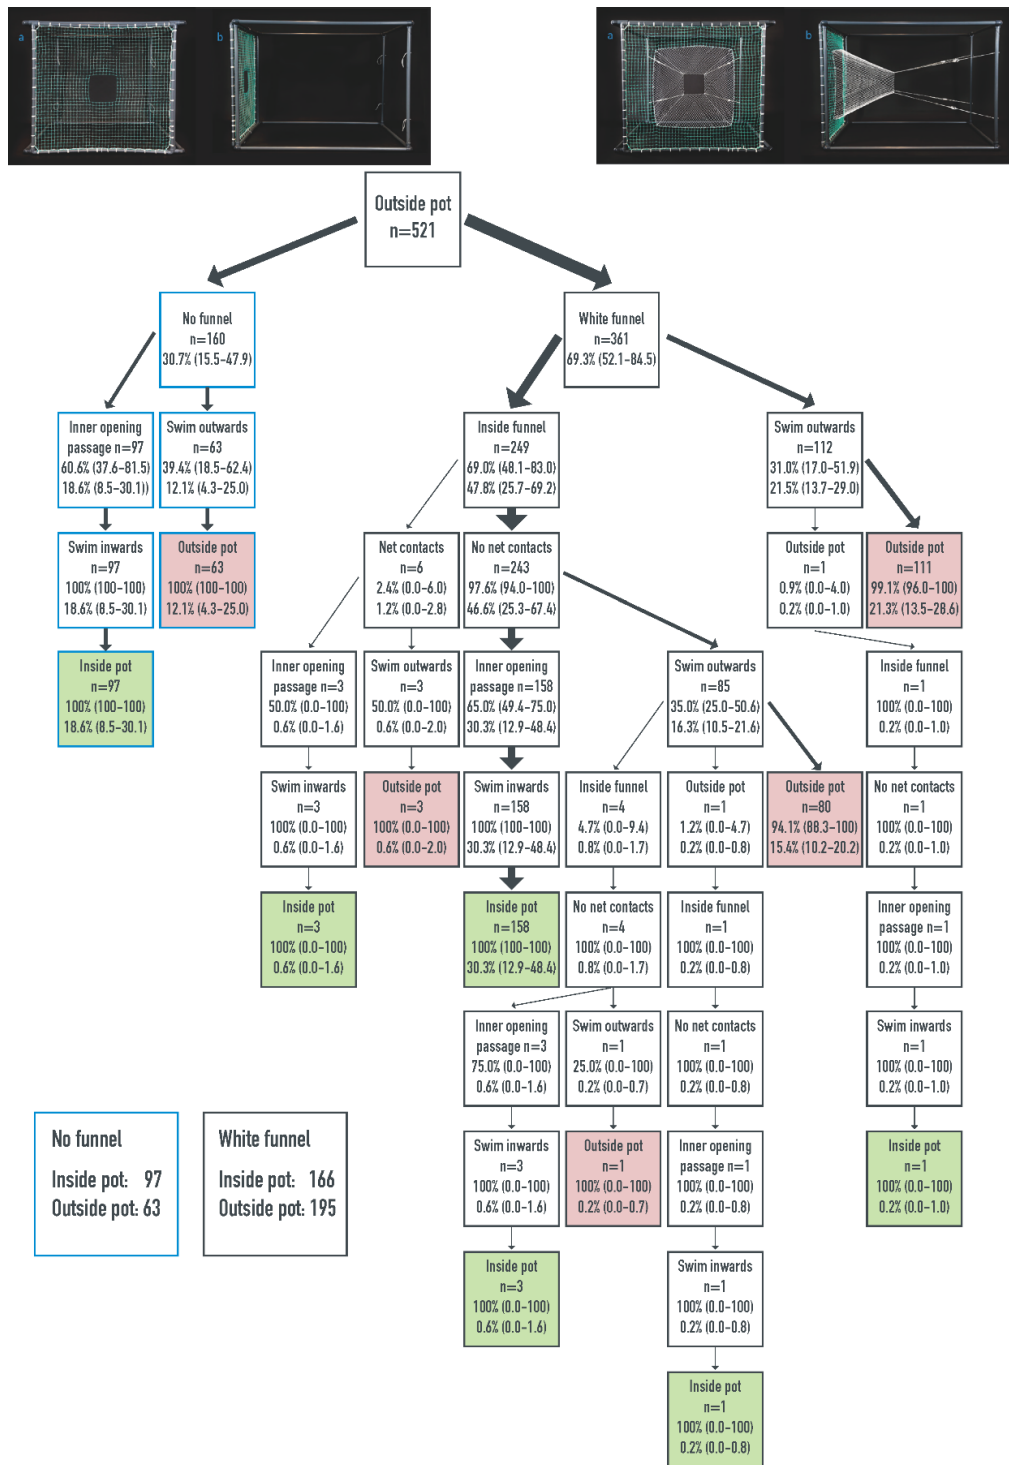 a
b
a
b
Outside pot
n=521
No funnel
n=160
30.7% (15.5–47.9)
White funnel
n=361
69.3% (52.1–84.5)
Inner opening
passage n=97
60.6% (37.6–81.5)
18.6% (8.5–30.1))
Swim outwards
n=63
39.4% (18.5–62.4)
12.1% (4.3–25.0)
Inside funnel
n=249
69.0% (48.1–83.0)
47.8% (25.7–69.2)
Swim outwards
n=112
31.0% (17.0–51.9)
21.5% (13.7–29.0)
Swim inwards
n=97
100% (100–100)
18.6% (8.5–30.1)
Outside pot
n=63
100% (100–100)
12.1% (4.3–25.0)
Net contacts
n=6
2.4% (0.0–6.0)
1.2% (0.0–2.8)
No net contacts
n=243
97.6% (94.0–100)
46.6% (25.3–67.4)
Outside pot
n=1
0.9% (0.0–4.0)
0.2% (0.0–1.0)
Outside pot
n=111
99.1% (96.0–100)
21.3% (13.5–28.6)
Inside pot
n=97
100% (100–100)
18.6% (8.5–30.1)
Inner opening
passage n=3
50.0% (0.0–100)
0.6% (0.0–1.6)
Swim outwards
n=3
50.0% (0.0–100)
0.6% (0.0–2.0)
Inner opening
passage n=158
65.0% (49.4–75.0)
30.3% (12.9–48.4)
Swim outwards
n=85
35.0% (25.0–50.6)
16.3% (10.5–21.6)
Inside funnel
n=1
100% (0.0–100)
0.2% (0.0–1.0)
Swim inwards
n=3
100% (0.0–100)
0.6% (0.0–1.6)
Outside pot
n=3
100% (0.0–100)
0.6% (0.0–2.0)
Swim inwards
n=158
100% (100–100)
30.3% (12.9–48.4)
Inside funnel
n=4
4.7% (0.0–9.4)
0.8% (0.0–1.7)
Outside pot
n=1
1.2% (0.0–4.7)
0.2% (0.0–0.8)
Outside pot
n=80
94.1% (88.3–100)
15.4% (10.2–20.2)
No net contacts
n=1
100% (0.0–100)
0.2% (0.0–1.0)
Inside pot
n=3
100% (0.0–100)
0.6% (0.0–1.6)
Inside pot
n=158
100% (100–100)
30.3% (12.9–48.4)
No net contacts
n=4
100% (0.0–100)
0.8% (0.0–1.7)
Inside funnel
n=1
100% (0.0–100)
0.2% (0.0–0.8)
Inner opening
passage n=1
100% (0.0–100)
0.2% (0.0–1.0)
Inner opening
passage n=3
75.0% (0.0–100)
0.6% (0.0–1.6)
Swim outwards
n=1
25.0% (0.0–100)
0.2% (0.0–0.7)
No net contacts
n=1
100% (0.0–100)
0.2% (0.0–0.8)
Swim inwards
n=1
100% (0.0–100)
0.2% (0.0–1.0)
No funnel
Inside pot: 97
Outside pot: 63
White funnel
Inside pot: 166
Outside pot: 195
Swim inwards
n=3
100% (0.0–100)
0.6% (0.0–1.6)
Outside pot
n=1
100% (0.0–100)
0.2% (0.0–0.7)
Inner opening
passage n=1
100% (0.0–100)
0.2% (0.0–0.8)
Inside pot
n=1
100% (0.0–100)
0.2% (0.0–1.0)
Inside pot
n=3
100% (0.0–100)
0.6% (0.0–1.6)
Swim inwards
n=1
100% (0.0–100)
0.2% (0.0–0.8)
Inside pot
n=1
100% (0.0–100)
0.2% (0.0–0.8)